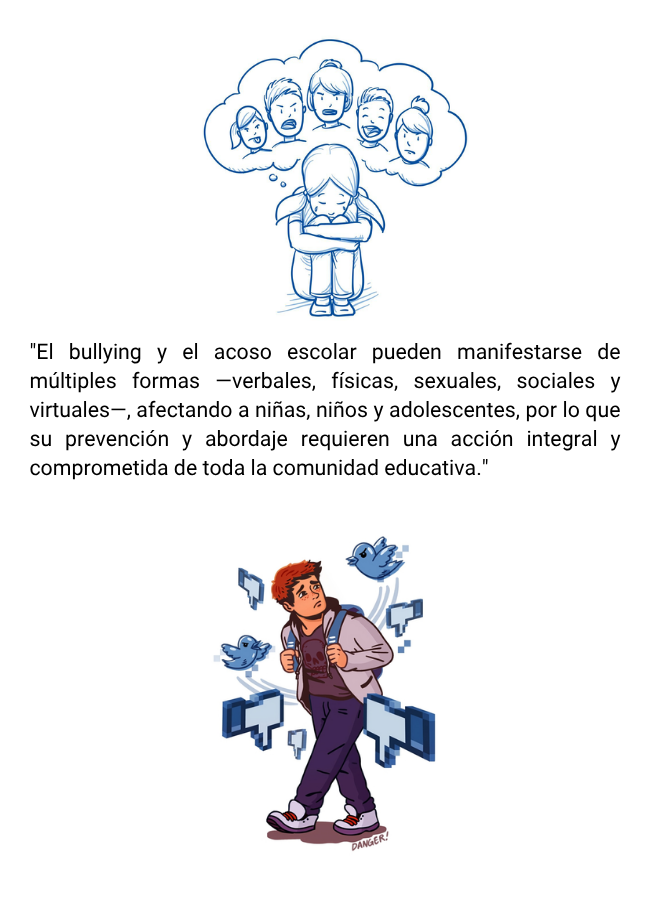 "El bullying y el acoso escolar pueden manifestarse de
múltiples formas —verbales, físicas, sexuales, sociales y
virtuales—, afectando a niñas, niños y adolescentes, por lo que
su prevención y abordaje requieren una acción integral y
comprometida de toda la comunidad educativa."
DANGER!